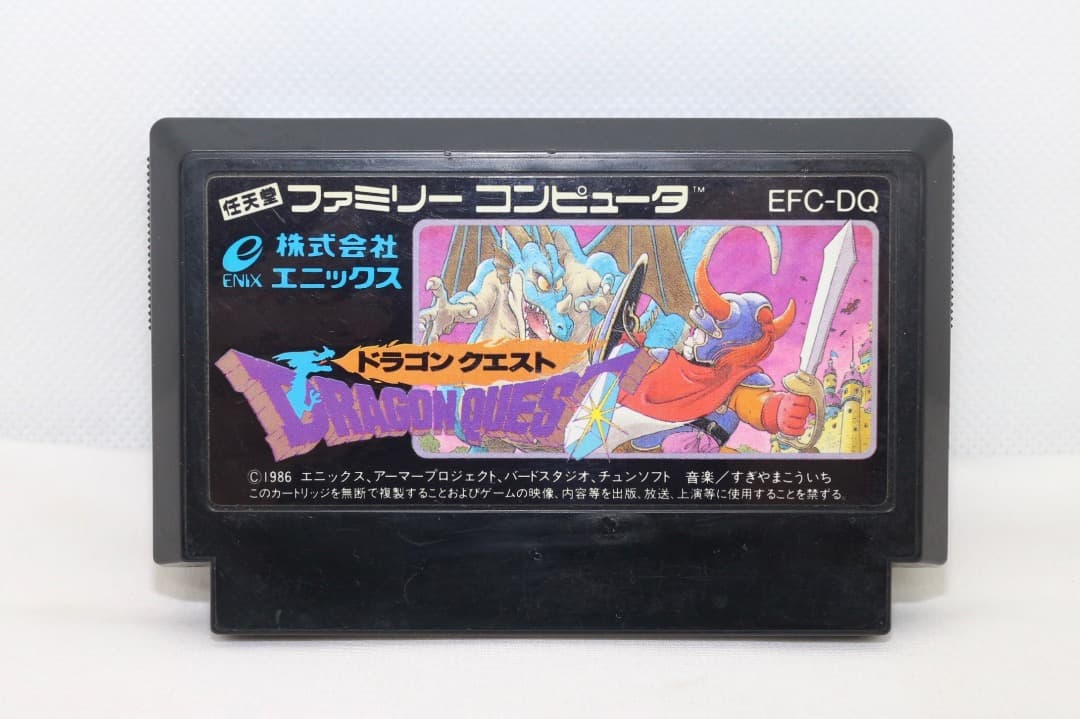 任天堂 ファミリー コンピュータ™ EFC-DQ
e ENIX 株式会社
エニックス
ドラゴン クエスト
DRAGON QUEST
©1986 エニックス、アーマープロジェクト、バードスタジオ、チュンソフト 音楽/すぎやまこういち
このカートリッジを無断で複製することおよびゲームの映像、内容等を出版、放送、上演等に使用することを禁ずる。